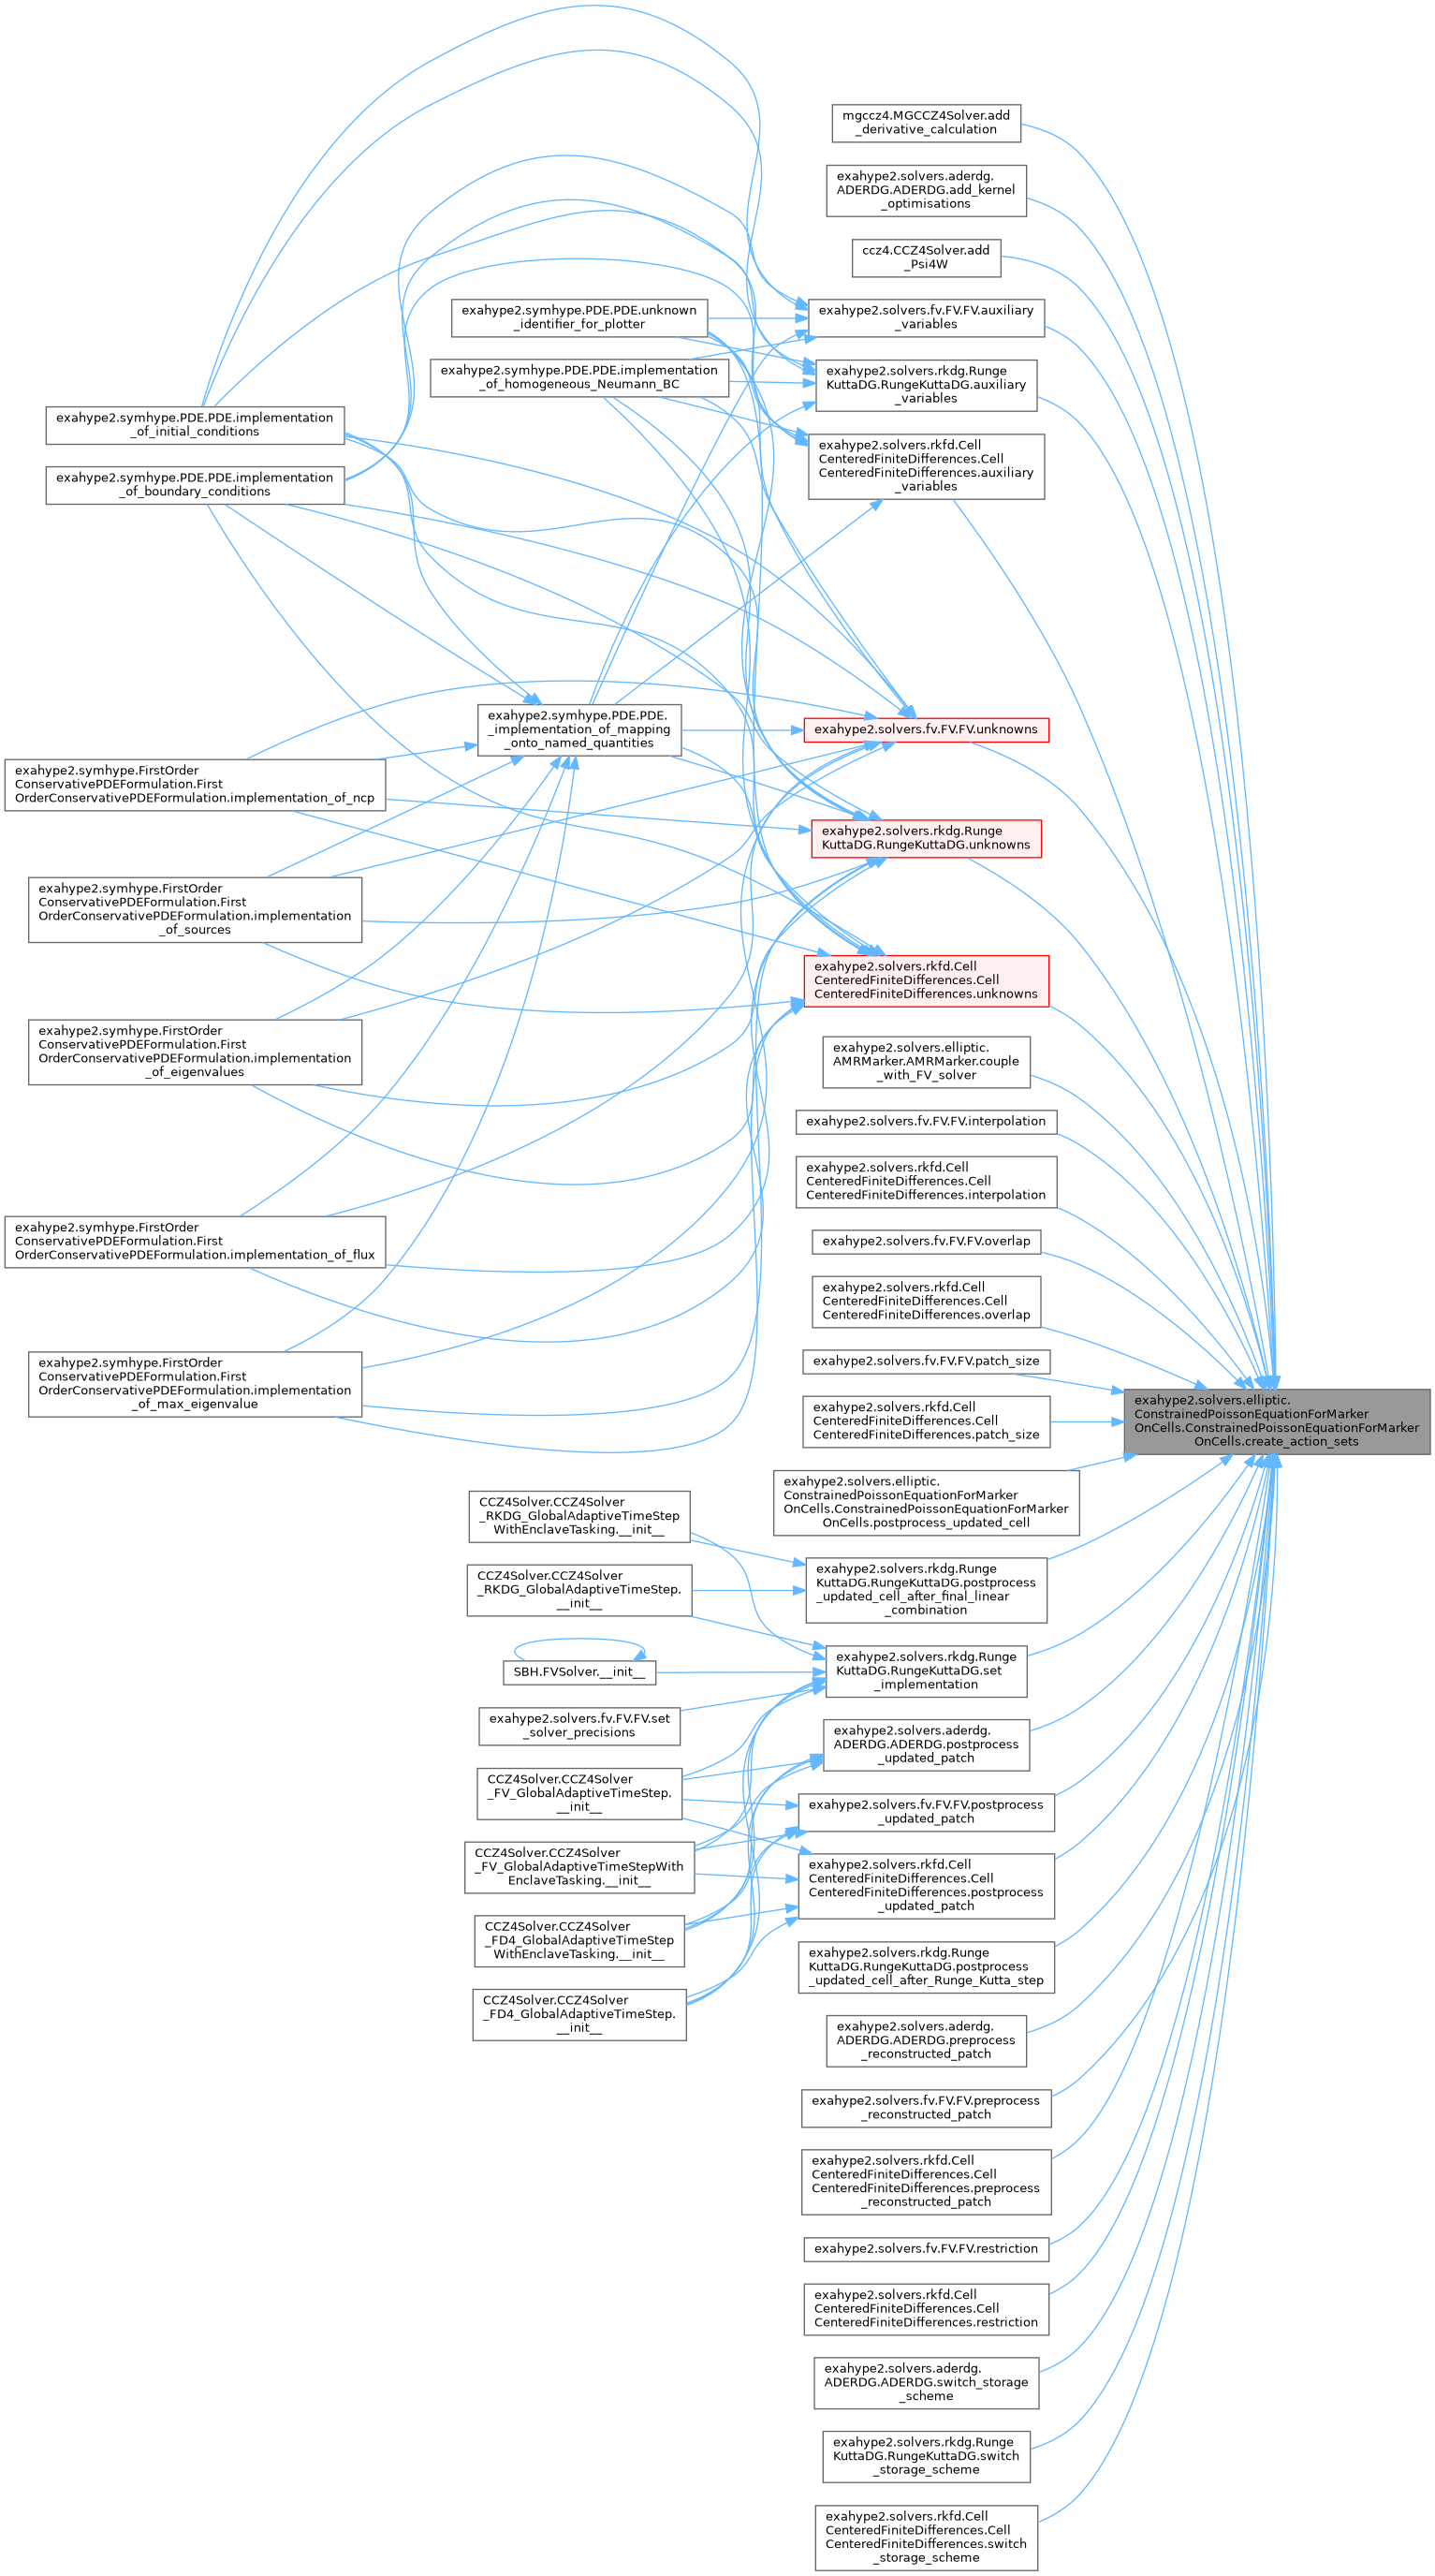 mgccz4.MGCCZ4Solver.add
_derivative_calculation
exahype2.solvers.aderdg.
ADERDG.ADERDG.add_kernel
_optimisations
ccz4.CCZ4Solver.add
_Psi4W
exahype2.solvers.fv.FV.FV.auxiliary
_variables
exahype2.symhype.PDE.PDE.unknown
_identifier_for_plotter
exahype2.solvers.rkdg.Runge
KuttaDG.RungeKuttaDG.auxiliary
_variables
exahype2.symhype.PDE.PDE.implementation
_of_homogeneous_Neumann_BC
exahype2.symhype.PDE.PDE.implementation
_of_initial_conditions
exahype2.solvers.rkfd.Cell
CenteredFiniteDifferences.Cell
CenteredFiniteDifferences.auxiliary
_variables
exahype2.symhype.PDE.PDE.implementation
_of_boundary_conditions
exahype2.symhype.PDE.PDE.
_implementation_of_mapping
_onto_named_quantities
exahype2.solvers.fv.FV.FV.unknowns
exahype2.symhype.FirstOrder
ConservativePDEFormulation.First
OrderConservativePDEFormulation.implementation_of_ncp
exahype2.solvers.rkdg.Runge
KuttaDG.RungeKuttaDG.unknowns
exahype2.symhype.FirstOrder
ConservativePDEFormulation.First
OrderConservativePDEFormulation.implementation
_of_sources
exahype2.solvers.rkfd.Cell
CenteredFiniteDifferences.Cell
CenteredFiniteDifferences.unknowns
exahype2.symhype.FirstOrder
ConservativePDEFormulation.First
OrderConservativePDEFormulation.implementation
_of_eigenvalues
exahype2.solvers.elliptic.
AMRMarker.AMRMarker.couple
_with_FV_solver
exahype2.solvers.fv.FV.FV.interpolation
exahype2.solvers.rkfd.Cell
CenteredFiniteDifferences.Cell
CenteredFiniteDifferences.interpolation
exahype2.symhype.FirstOrder
ConservativePDEFormulation.First
OrderConservativePDEFormulation.implementation_of_flux
exahype2.solvers.fv.FV.FV.overlap
exahype2.solvers.rkfd.Cell
CenteredFiniteDifferences.Cell
CenteredFiniteDifferences.overlap
exahype2.symhype.FirstOrder
ConservativePDEFormulation.First
OrderConservativePDEFormulation.implementation
_of_max_eigenvalue
exahype2.solvers.fv.FV.FV.patch_size
exahype2.solvers.rkfd.Cell
CenteredFiniteDifferences.Cell
CenteredFiniteDifferences.patch_size
exahype2.solvers.elliptic.
ConstrainedPoissonEquationForMarker
OnCells.ConstrainedPoissonEquationForMarker
OnCells.create_action_sets
exahype2.solvers.elliptic.
ConstrainedPoissonEquationForMarker
OnCells.ConstrainedPoissonEquationForMarker
OnCells.postprocess_updated_cell
CCZ4Solver.CCZ4Solver
_RKDG_GlobalAdaptiveTimeStep
WithEnclaveTasking.__init__
exahype2.solvers.rkdg.Runge
KuttaDG.RungeKuttaDG.postprocess
_updated_cell_after_final_linear
_combination
CCZ4Solver.CCZ4Solver
_RKDG_GlobalAdaptiveTimeStep.
__init__
exahype2.solvers.rkdg.Runge
KuttaDG.RungeKuttaDG.set
_implementation
SBH.FVSolver.__init__
exahype2.solvers.fv.FV.FV.set
_solver_precisions
exahype2.solvers.aderdg.
ADERDG.ADERDG.postprocess
_updated_patch
CCZ4Solver.CCZ4Solver
_FV_GlobalAdaptiveTimeStep.
__init__
exahype2.solvers.fv.FV.FV.postprocess
_updated_patch
CCZ4Solver.CCZ4Solver
_FV_GlobalAdaptiveTimeStepWith
EnclaveTasking.__init__
exahype2.solvers.rkfd.Cell
CenteredFiniteDifferences.Cell
CenteredFiniteDifferences.postprocess
_updated_patch
CCZ4Solver.CCZ4Solver
_FD4_GlobalAdaptiveTimeStep
WithEnclaveTasking.__init__
exahype2.solvers.rkdg.Runge
KuttaDG.RungeKuttaDG.postprocess
_updated_cell_after_Runge_Kutta_step
CCZ4Solver.CCZ4Solver
_FD4_GlobalAdaptiveTimeStep.
__init__
exahype2.solvers.aderdg.
ADERDG.ADERDG.preprocess
_reconstructed_patch
exahype2.solvers.fv.FV.FV.preprocess
_reconstructed_patch
exahype2.solvers.rkfd.Cell
CenteredFiniteDifferences.Cell
CenteredFiniteDifferences.preprocess
_reconstructed_patch
exahype2.solvers.fv.FV.FV.restriction
exahype2.solvers.rkfd.Cell
CenteredFiniteDifferences.Cell
CenteredFiniteDifferences.restriction
exahype2.solvers.aderdg.
ADERDG.ADERDG.switch_storage
_scheme
exahype2.solvers.rkdg.Runge
KuttaDG.RungeKuttaDG.switch
_storage_scheme
exahype2.solvers.rkfd.Cell
CenteredFiniteDifferences.Cell
CenteredFiniteDifferences.switch
_storage_scheme